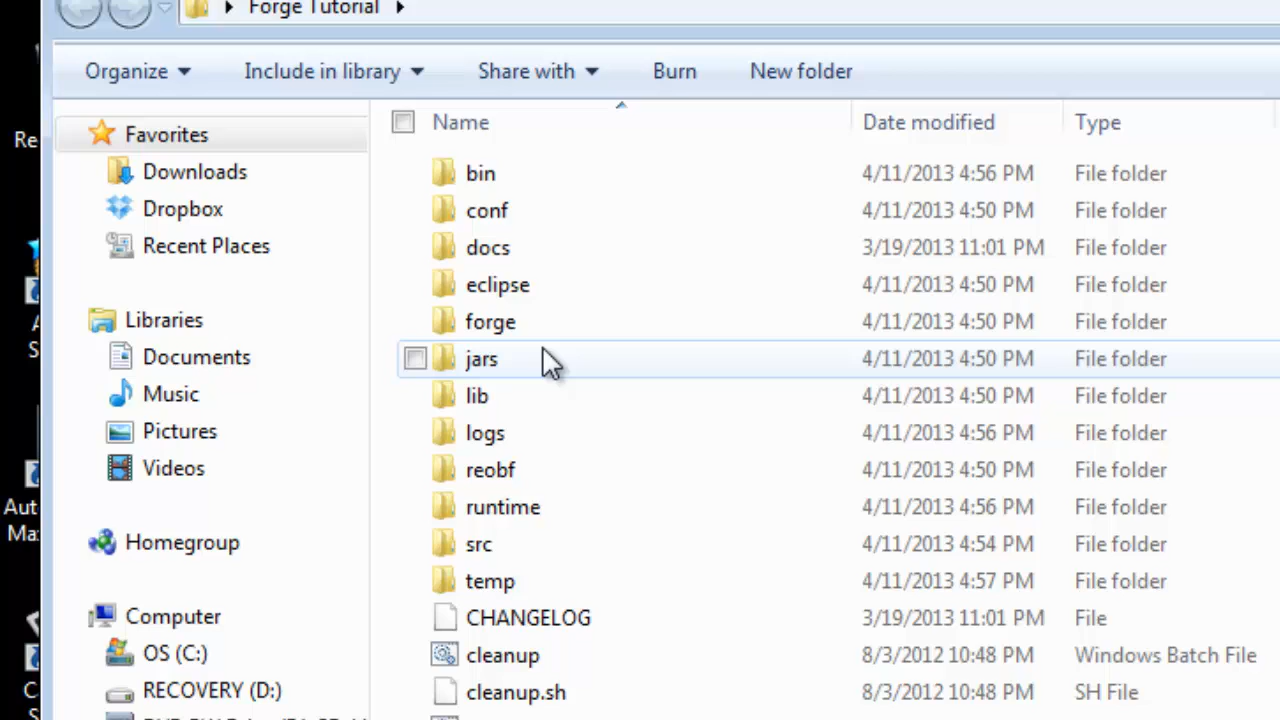 Forge Tutorial
Organize Include in library Share with Burn New folder
Name Date modified Type
Favorites
Downloads
Dropbox
Recent Places
Libraries
Documents
Music
Pictures
Videos
Homegroup
Computer
OS (C:)
RECOVERY (D:)
bin 4/11/2013 4:56 PM File folder
conf 4/11/2013 4:50 PM File folder
docs 3/19/2013 11:01 PM File folder
eclipse 4/11/2013 4:50 PM File folder
forge 4/11/2013 4:50 PM File folder
jars 4/11/2013 4:50 PM File folder
lib 4/11/2013 4:50 PM File folder
logs 4/11/2013 4:56 PM File folder
reobf 4/11/2013 4:50 PM File folder
runtime 4/11/2013 4:56 PM File folder
src 4/11/2013 4:54 PM File folder
temp 4/11/2013 4:57 PM File folder
CHANGELOG 3/19/2013 11:01 PM File
cleanup 8/3/2012 10:48 PM Windows Batch File
cleanup.sh 8/3/2012 10:48 PM SH File
Re
Aut
Ma